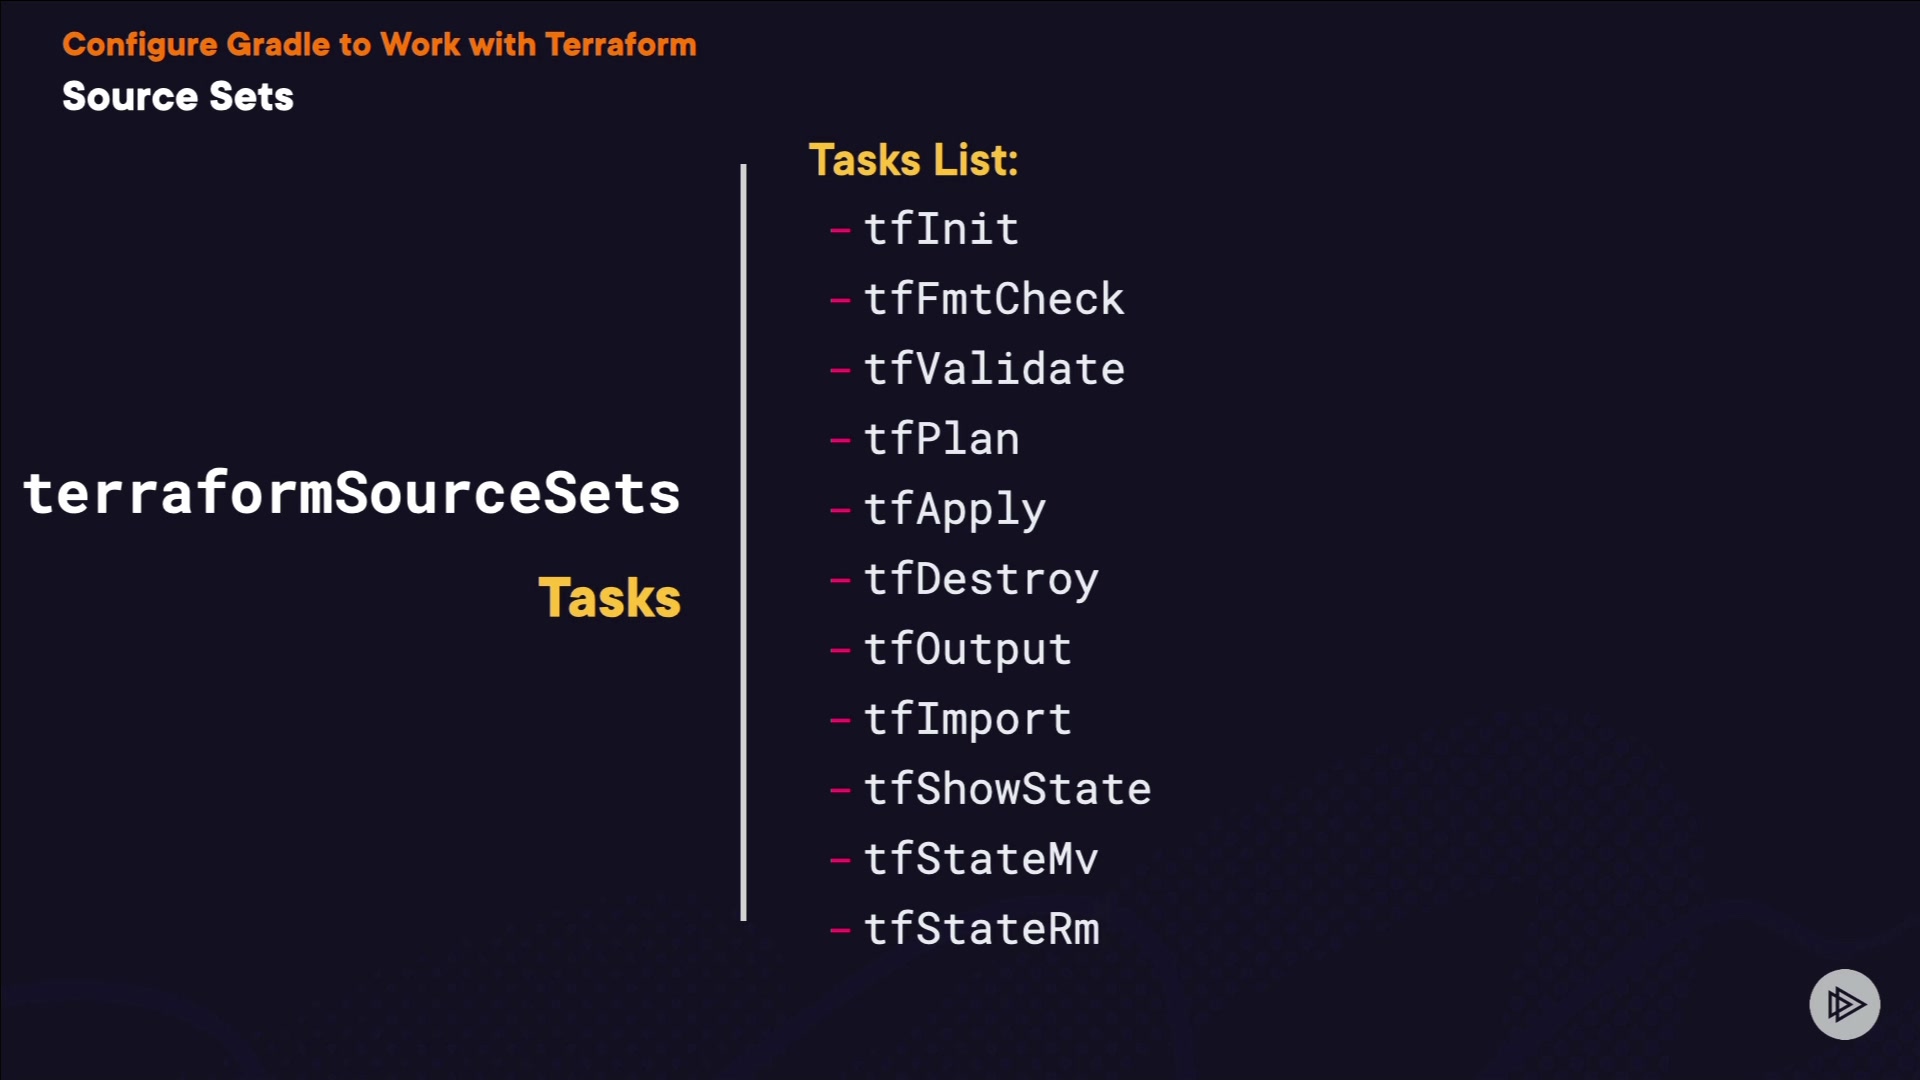 Configure Gradle to Work with Terraform
Source Sets
terraformSourceSets
Tasks
Tasks List:
– tfInit
– tfFmtCheck
– tfValidate
– tfPlan
– tfApply
– tfDestroy
– tfOutput
– tfImport
– tfShowState
– tfStateMv
– tfStateRm